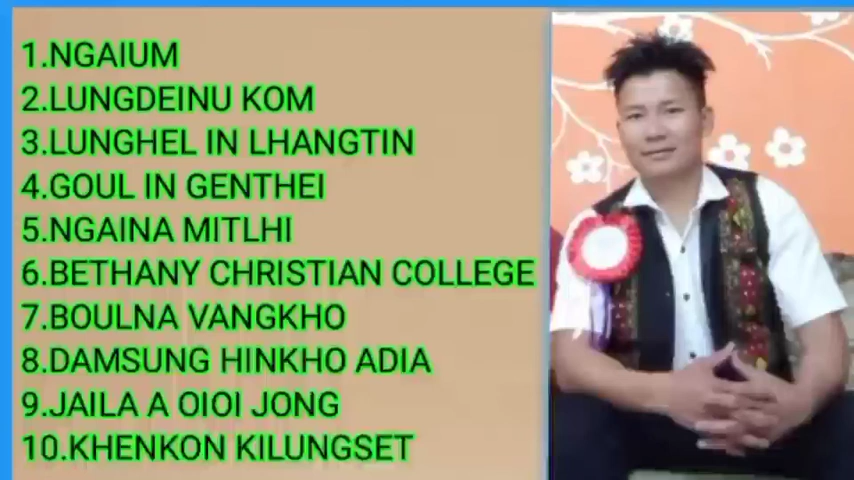 1.NGAIUM
2.LUNGDEINU KOM
3.LUNGHEL IN LHANGTIN
4.GOUL IN GENTHEI
5.NGAINA MITLHI
6.BETHANY CHRISTIAN COLLEGE
7.BOULNA VANGKHO
8.DAMSUNG HINKHO ADIA
9.JAILA A OIOI JONG
10.KHENKON KILUNGSET